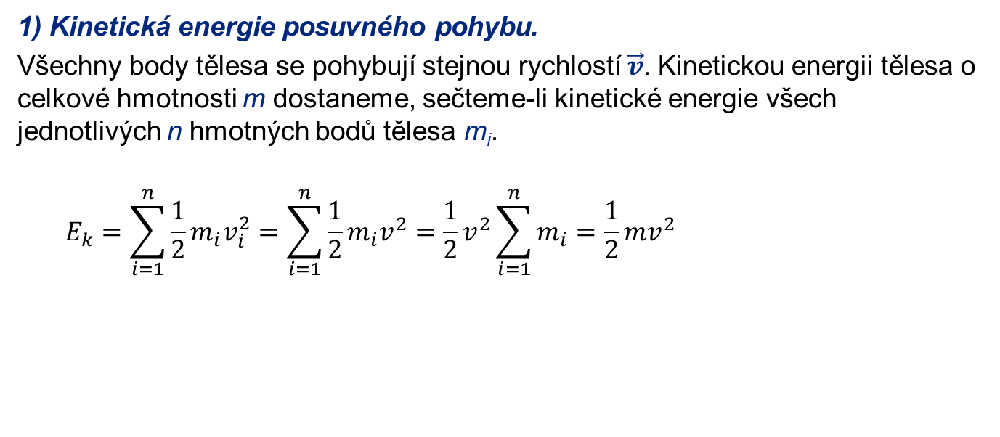 1) Kinetická energie posuvného pohybu.
Všechny body tělesa se pohybují stejnou rychlostí $\vec{v}$. Kinetickou energii tělesa o
celkové hmotnosti m dostaneme, sečteme-li kinetické energie všech
jednotlivých n hmotných bodů tělesa $m_i$.
$E_k = \sum_{i=1}^{n} \frac{1}{2} m_i v_i^2 = \sum_{i=1}^{n} \frac{1}{2} m_i v^2 = \frac{1}{2} v^2 \sum_{i=1}^{n} m_i = \frac{1}{2} m v^2$